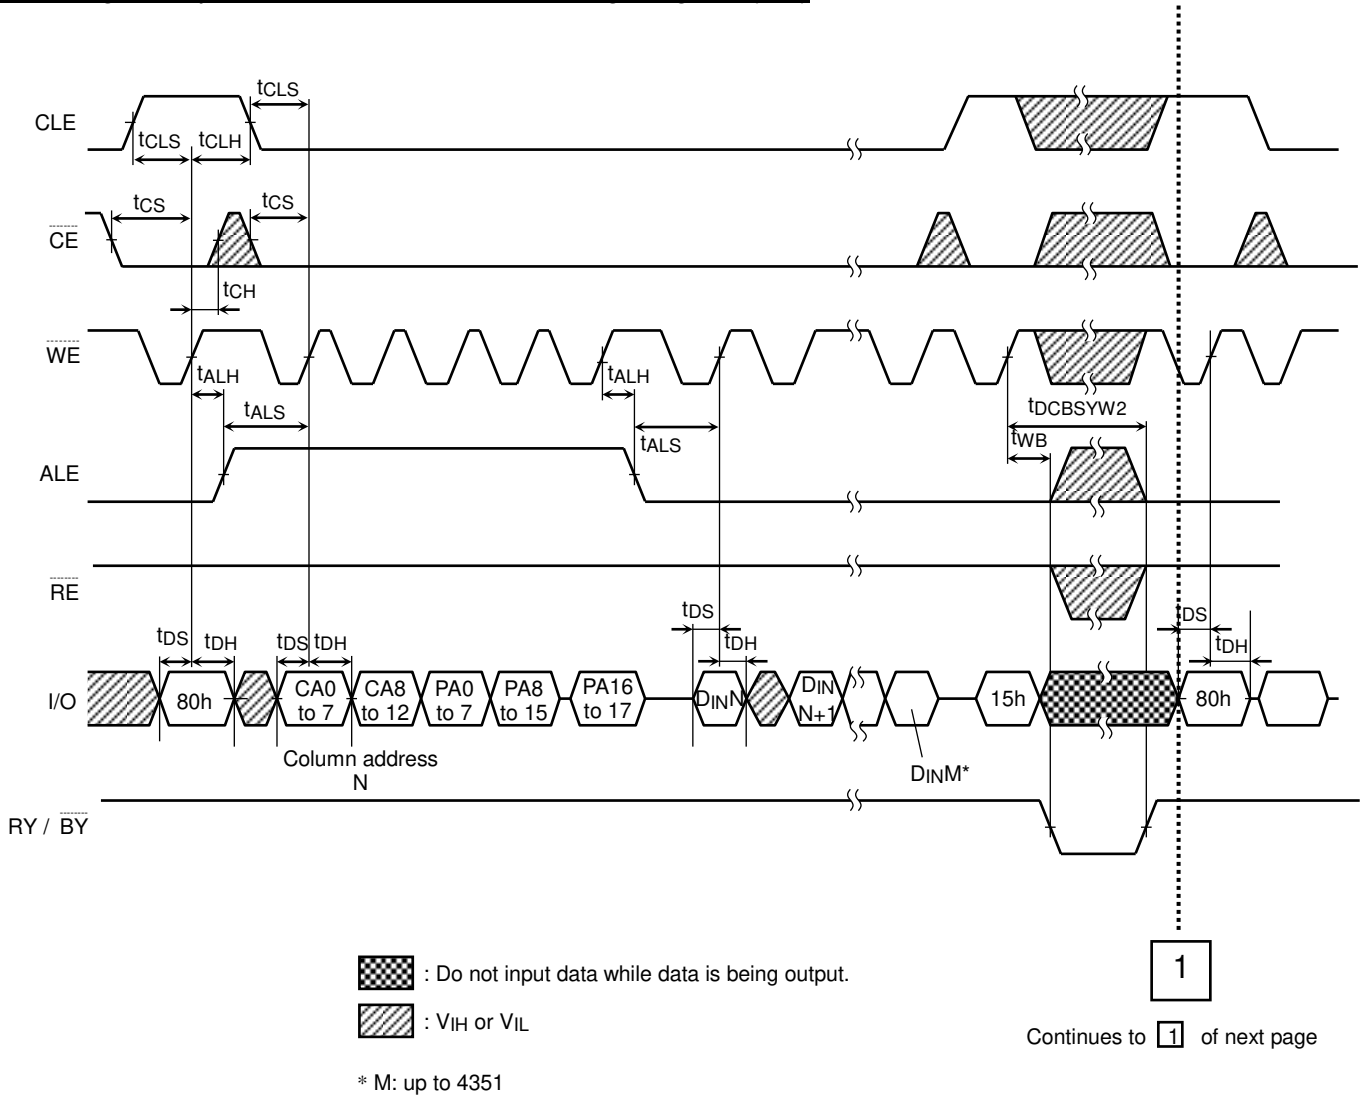 tCLS
CLE
tCLS tCLH
tCS tCS
CE
tCH
WE
tALH tALH
tALS tDCBSYW2
tALS tWB
ALE
RE
tDS tDH tDS tDH tDS tDH tDS tDH
I/O 80h CA0 to 7 CA8 to 12 PA0 to 7 PA8 to 15 PA16 to 17 DINN DIN N+1 15h 80h
Column address
N
DINM*
RY / BY
: Do not input data while data is being output.
1
: VIH or VIL
Continues to 1 of next page
* M: up to 4351